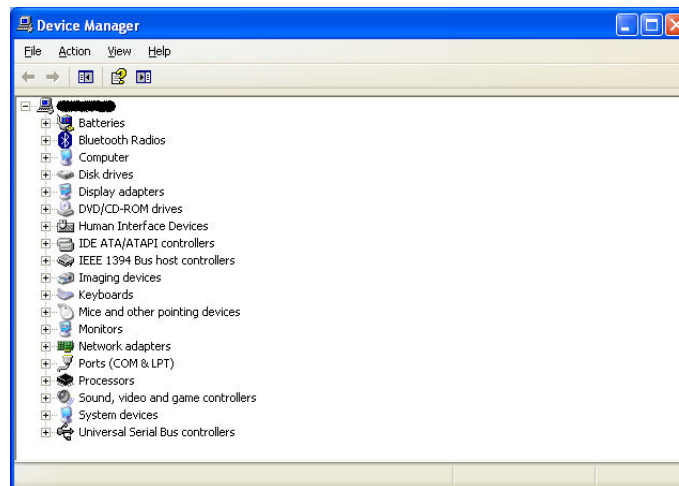 Device Manager
File Action View Help
Batteries
Bluetooth Radios
Computer
Disk drives
Display adapters
DVD/CD-ROM drives
Human Interface Devices
IDE ATA/ATAPI controllers
IEEE 1394 Bus host controllers
Imaging devices
Keyboards
Mice and other pointing devices
Monitors
Network adapters
Ports (COM & LPT)
Processors
Sound, video and game controllers
System devices
Universal Serial Bus controllers